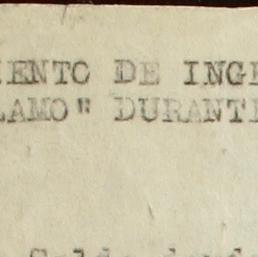 IENTO DE INGE
LAMO" DURANTE